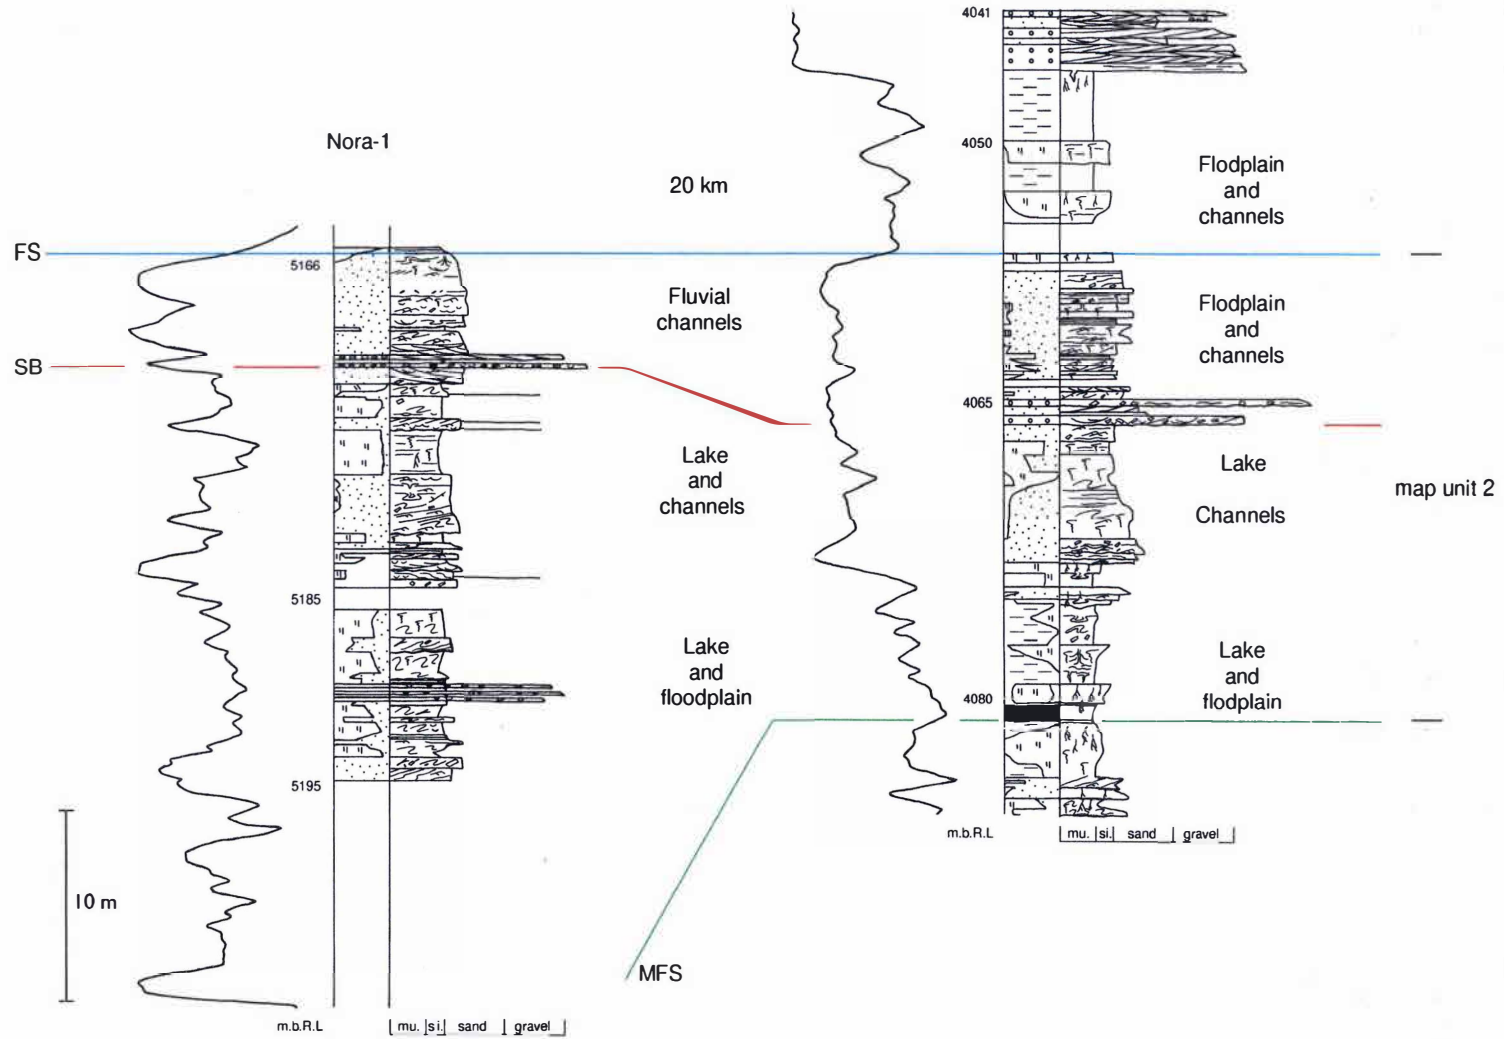 4041
Nora-1
4050
20 km
Flodplain
and
channels
FS
5166
Fluvial
channels
Flodplain
and
channels
SB
4065
Lake
and
channels
Lake
Channels
map unit 2
5185
Lake
and
floodplain
Lake
and
flodplain
4080
5195
10 m
MFS
m.b.R.L
mu. si. sand gravel
m.b.R.L
mu. si. sand gravel